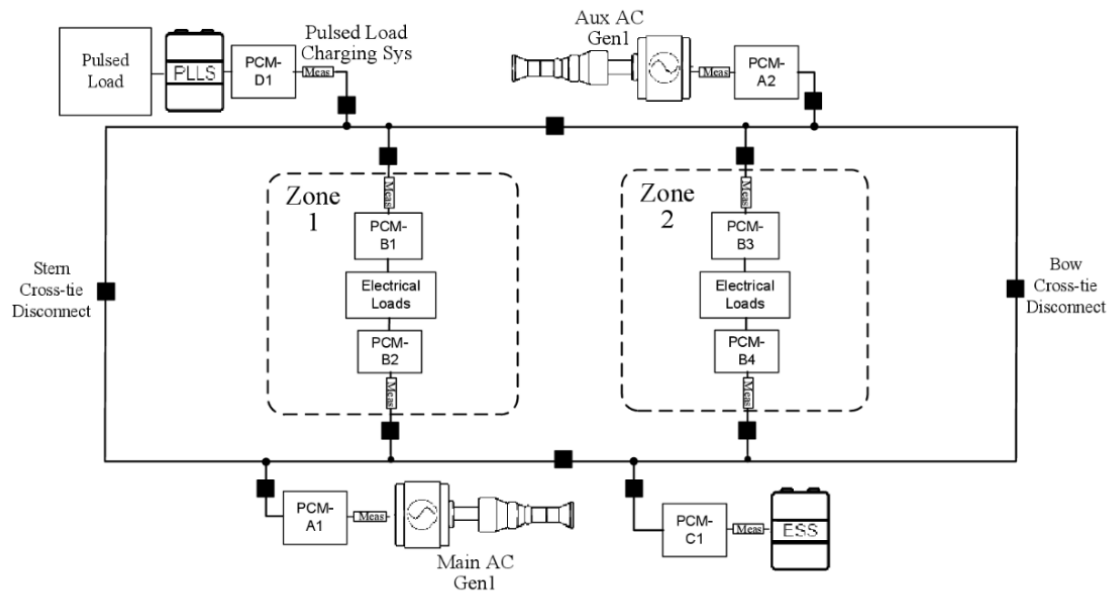 Pulsed
Load
PLLS
PCM-
D1
Pulsed Load
Charging Sys
Meas
Aux AC
Gen1
Meas
PCM-
A2
Zone
1
Meas
PCM-
B1
Electrical
Loads
PCM-
B2
Meas
Zone
2
Meas
PCM-
B3
Electrical
Loads
PCM-
B4
Meas
Stern
Cross-tie
Disconnect
Bow
Cross-tie
Disconnect
PCM-
A1
Meas
Main AC
Gen1
PCM-
C1
Meas
ESS